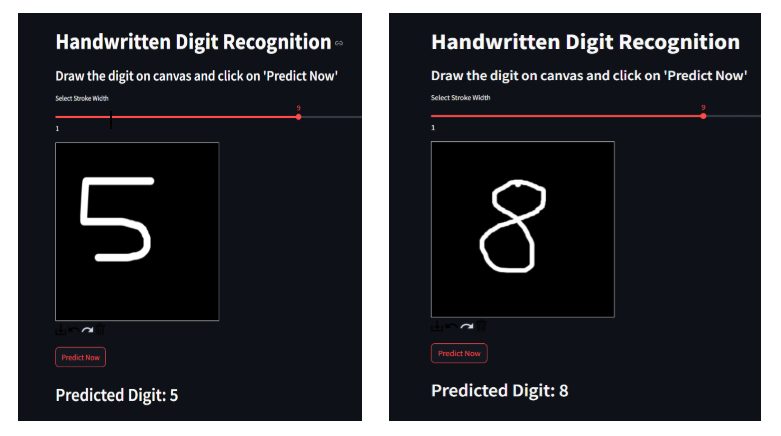 Handwritten Digit Recognition
Draw the digit on canvas and click on 'Predict Now'
Select Stroke Width
9
1
5
Predict Now
Predicted Digit: 5
Handwritten Digit Recognition
Draw the digit on canvas and click on 'Predict Now'
Select Stroke Width
9
1
8
Predict Now
Predicted Digit: 8